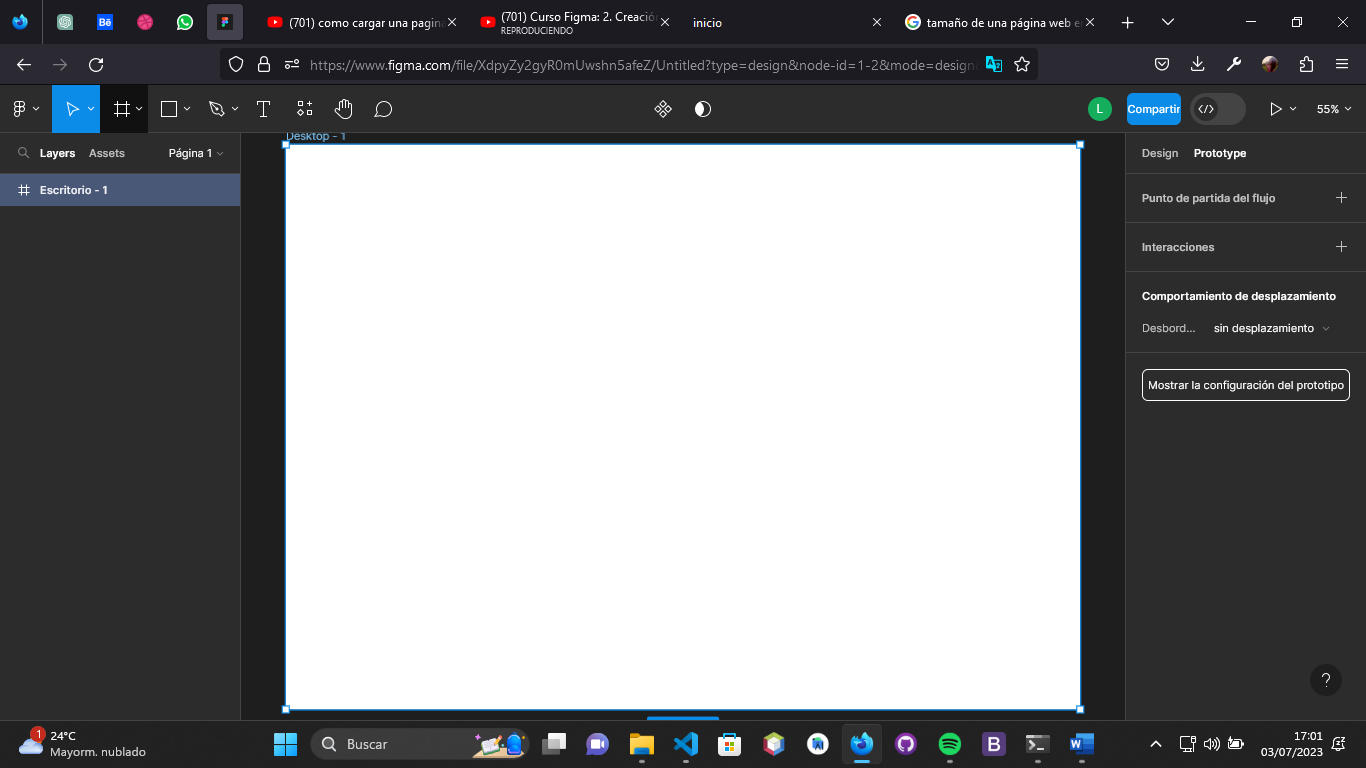 Bē
(701) como cargar una pagina
(701) Curso Figma: 2. Creación
REPRODUCIENDO
inicio
tamaño de una página web e
https://www.figma.com/file/XdpyZy2gyR0mUwshn5afeZ/Untitled?type=design&node-id=1-2&mode=design
T
L
Compartir
55%
Layers
Assets
Página 1
Desktop - 1
Design
Prototype
Escritorio - 1
Punto de partida del flujo
Interacciones
Comportamiento de desplazamiento
Desbord...
sin desplazamiento
Mostrar la configuración del prototipo
?
1
24°C
Mayorm. nublado
Buscar
B
W
17:01
03/07/2023